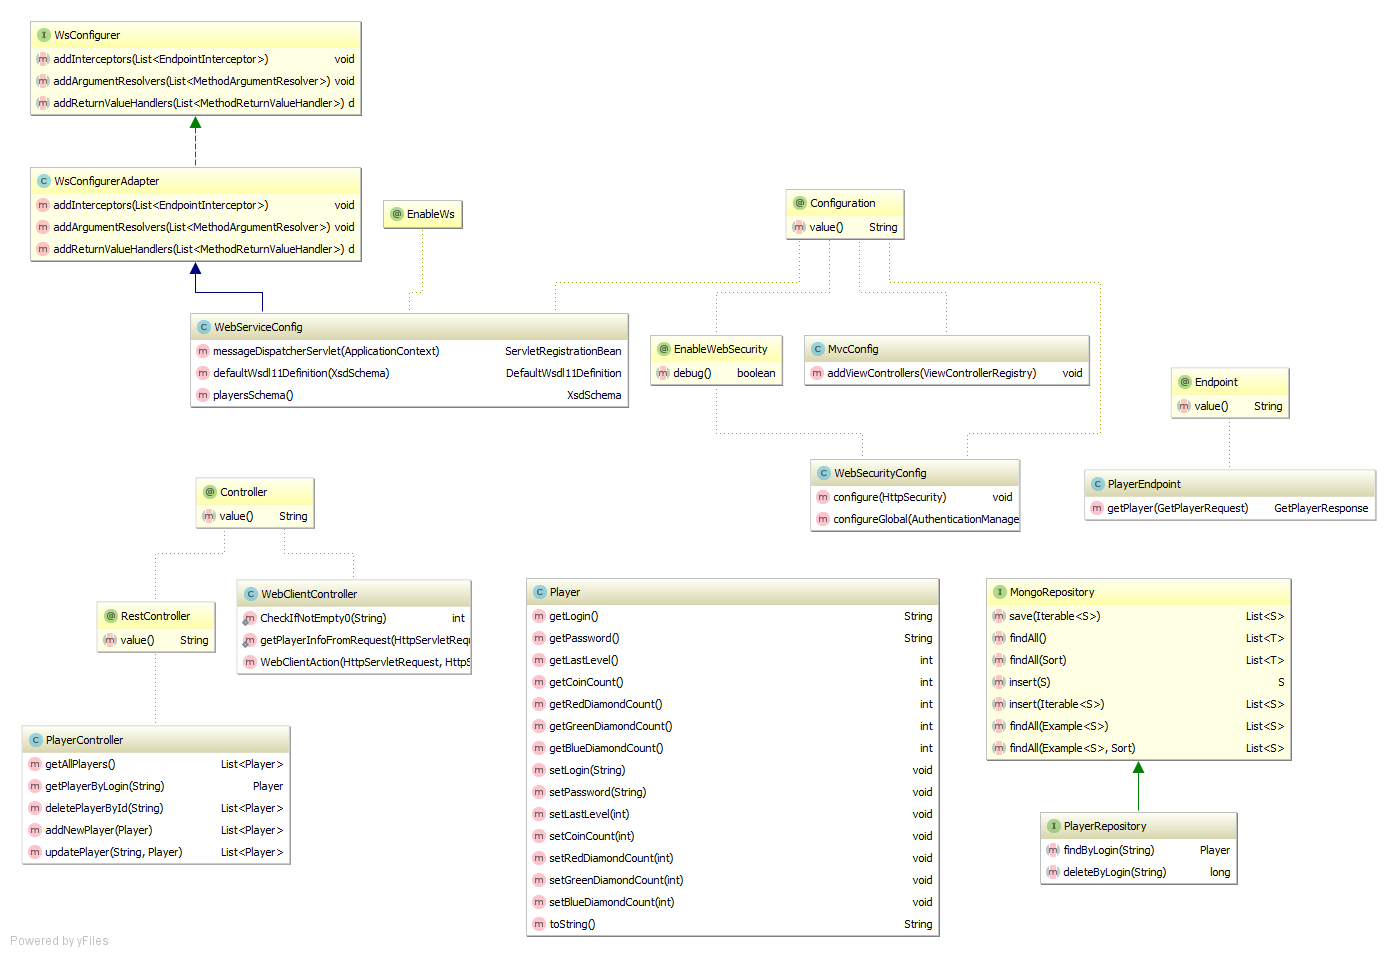 I WsConfigurer
m addInterceptors(List<EndpointInterceptor>) void
m addArgumentResolvers(List<MethodArgumentResolver>) void
m addReturnValueHandlers(List<MethodReturnValueHandler>) d
C WsConfigurerAdapter
m addInterceptors(List<EndpointInterceptor>) void
m addArgumentResolvers(List<MethodArgumentResolver>) void
m addReturnValueHandlers(List<MethodReturnValueHandler>) d
@ EnableWs
@ Configuration
m value() String
C WebServiceConfig
m messageDispatcherServlet(ApplicationContext) ServletRegistrationBean
m defaultWsdl11Definition(XsdSchema) DefaultWsdl11Definition
m playersSchema() XsdSchema
@ EnableWebSecurity
m debug() boolean
C MvcConfig
m addViewControllers(ViewControllerRegistry) void
@ Endpoint
m value() String
C WebSecurityConfig
m configure(HttpSecurity) void
m configureGlobal(AuthenticationManage
C PlayerEndpoint
m getPlayer(GetPlayerRequest) GetPlayerResponse
@ Controller
m value() String
@ RestController
m value() String
C WebClientController
m CheckIfNotEmpty0(String) int
m getPlayerInfoFromRequest(HttpServletRequ
m WebClientAction(HttpServletRequest, HttpS
C PlayerController
m getAllPlayers() List<Player>
m getPlayerByLogin(String) Player
m deletePlayerById(String) List<Player>
m addNewPlayer(Player) List<Player>
m updatePlayer(String, Player) List<Player>
C Player
m getLogin() String
m getPassword() String
m getLastLevel() int
m getCoinCount() int
m getRedDiamondCount() int
m getGreenDiamondCount() int
m getBlueDiamondCount() int
m setLogin(String) void
m setPassword(String) void
m setLastLevel(int) void
m setCoinCount(int) void
m setRedDiamondCount(int) void
m setGreenDiamondCount(int) void
m setBlueDiamondCount(int) void
m toString() String
I MongoRepository
m save(Iterable<S>) List<S>
m findAll() List<T>
m findAll(Sort) List<T>
m insert(S) S
m insert(Iterable<S>) List<S>
m findAll(Example<S>) List<S>
m findAll(Example<S>, Sort) List<S>
I PlayerRepository
m findByLogin(String) Player
m deleteByLogin(String) long
Powered by yFiles